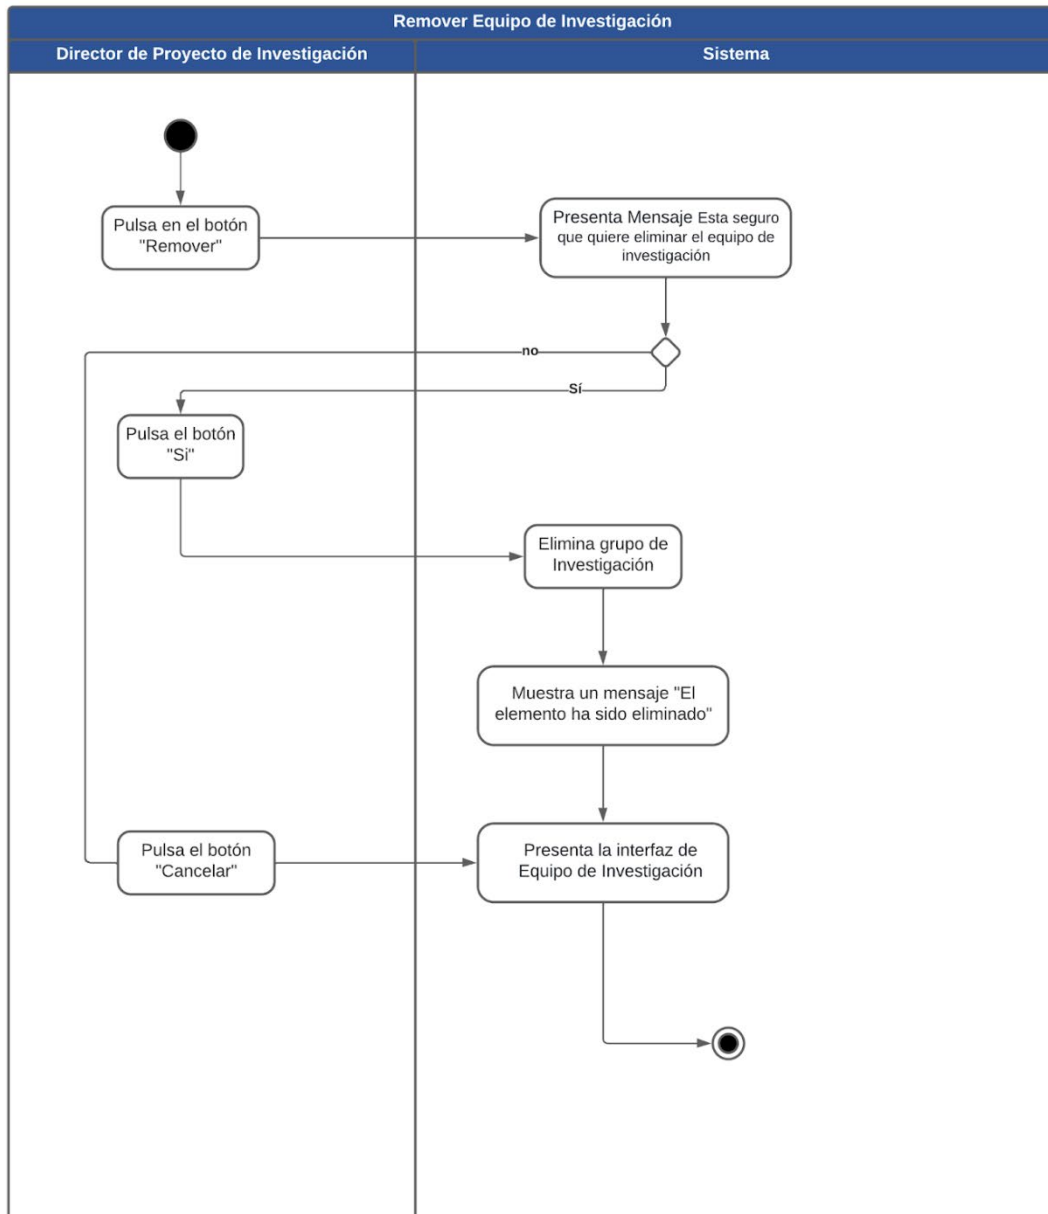 Remover Equipo de Investigación
Director de Proyecto de Investigación
Sistema
Pulsa en el botón
"Remover"
Presenta Mensaje Esta seguro
que quiere eliminar el equipo de
investigación
no
Sí
Pulsa el botón
"Si"
Elimina grupo de
Investigación
Muestra un mensaje "El
elemento ha sido eliminado"
Pulsa el botón
"Cancelar"
Presenta la interfaz de
Equipo de Investigación